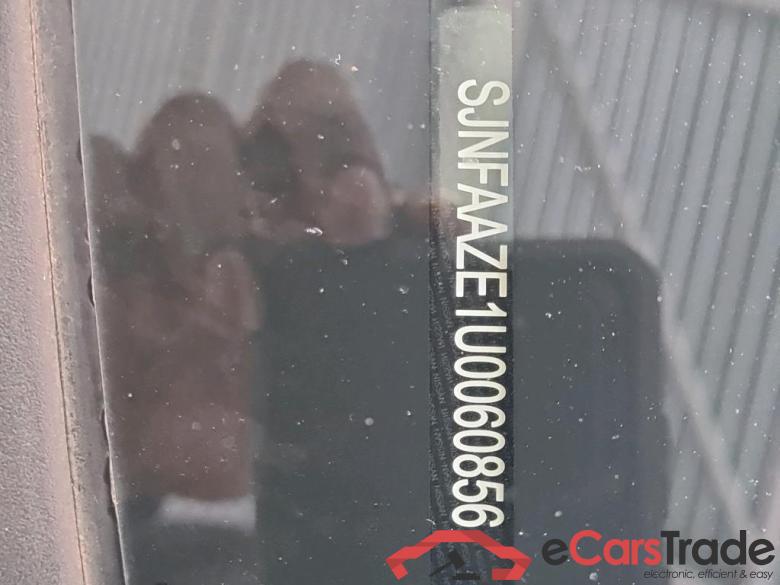 SJNFAAZE1U0060856
eCarsTrade
electronic, efficient & easy